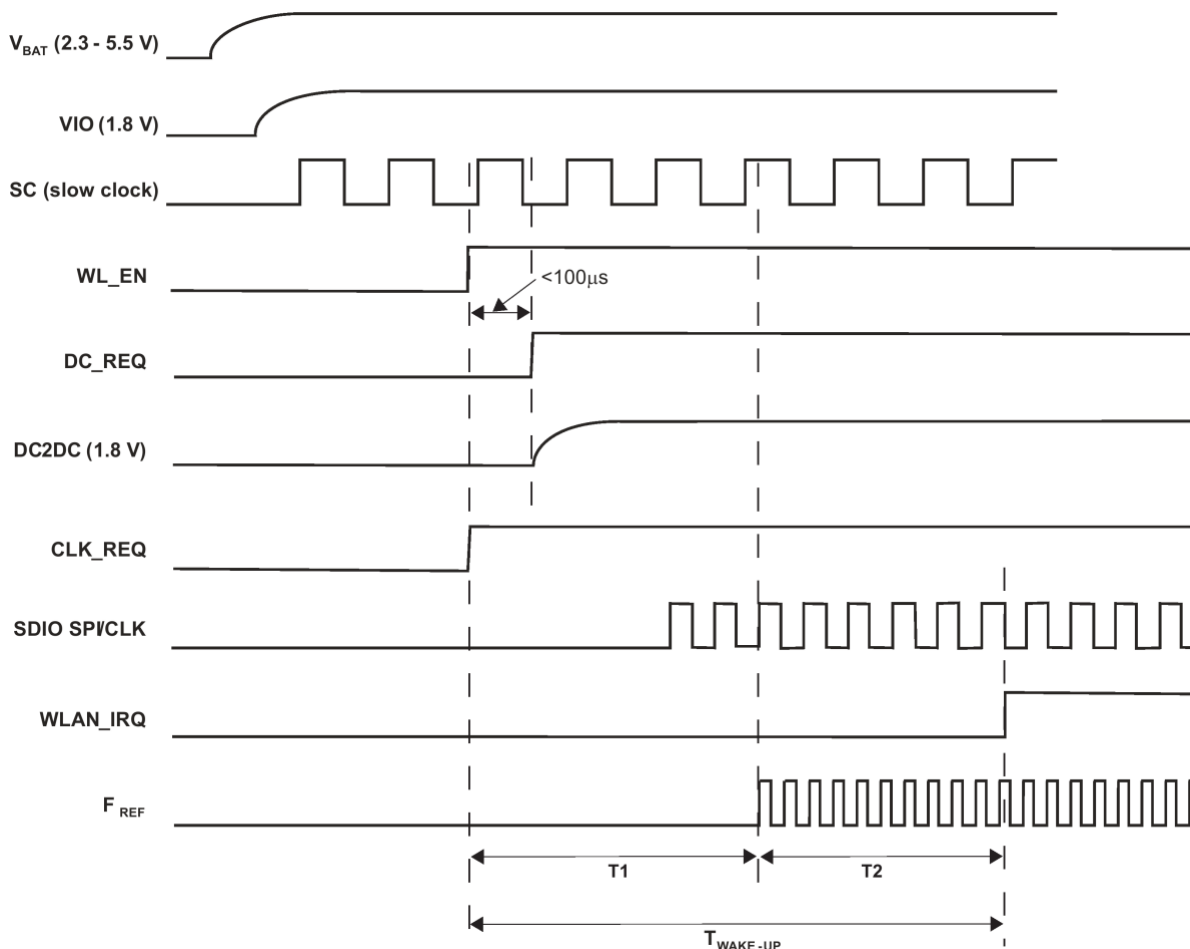 VBAT (2.3 - 5.5 V)
VIO (1.8 V)
SC (slow clock)
WL_EN
<100μs
DC_REQ
DC2DC (1.8 V)
CLK_REQ
SDIO SPI/CLK
WLAN_IRQ
F REF
T1
T2
TWAKE-UP